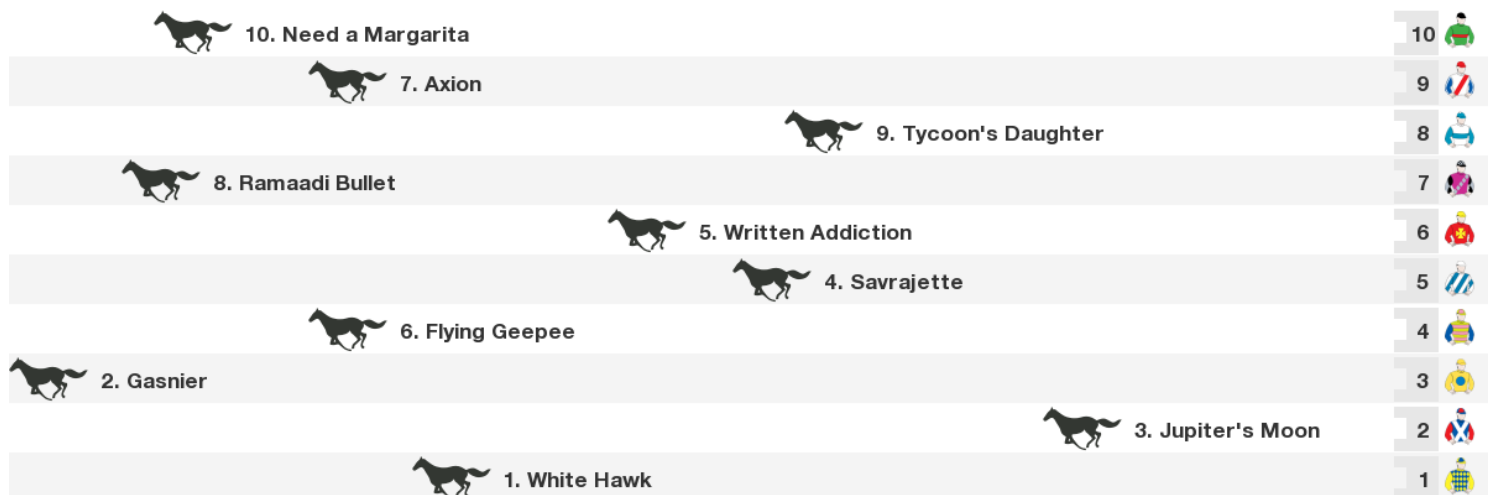 10. Need a Margarita 10
7. Axion 9
9. Tycoon's Daughter 8
8. Ramaadi Bullet 7
5. Written Addiction 6
4. Savrajette 5
6. Flying Geepee 4
2. Gasnier 3
3. Jupiter's Moon 2
1. White Hawk 1